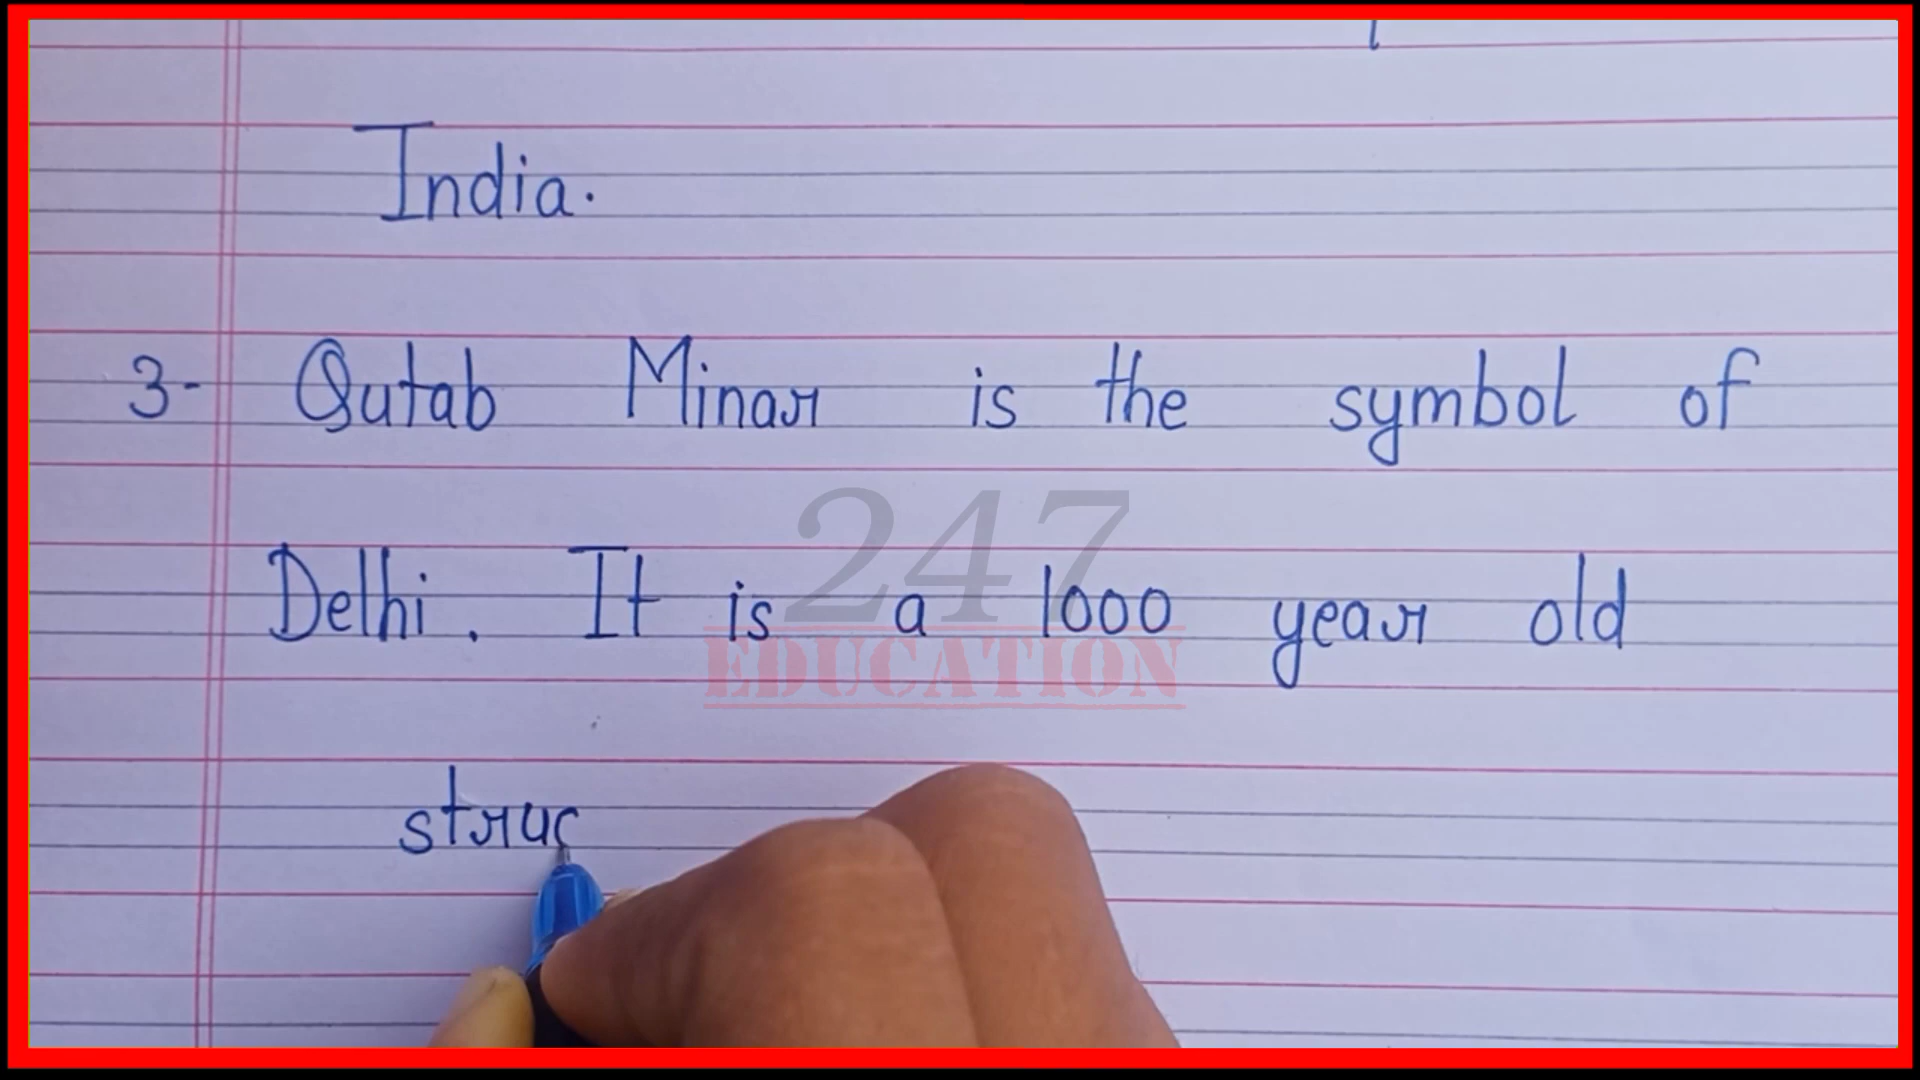 India.
3- Qutab Minar is the symbol of
Delhi. It is a 1000 year old
struc
247
EDUCATION